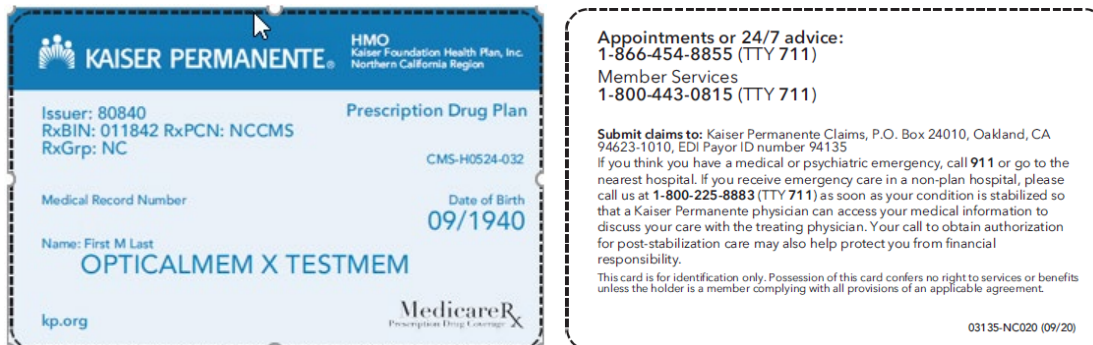 KAISER PERMANENTE®
HMO
Kaiser Foundation Health Plan, Inc.
Northern California Region
Issuer: 80840
RxBIN: 011842 RxPCN: NCCMS
RxGrp: NC
Prescription Drug Plan
CMS-H0524-032
Medical Record Number
Date of Birth
09/1940
Name: First M Last
OPTICALMEM X TESTMEM
kp.org
MedicareRx
Prescription Drug Coverage
Appointments or 24/7 advice:
1-866-454-8855 (TTY 711)
Member Services
1-800-443-0815 (TTY 711)
Submit claims to: Kaiser Permanente Claims, P.O. Box 24010, Oakland, CA
94623-1010, EDI Payor ID number 94135
If you think you have a medical or psychiatric emergency, call 911 or go to the
nearest hospital. If you receive emergency care in a non-plan hospital, please
call us at 1-800-225-8883 (TTY 711) as soon as your condition is stabilized so
that a Kaiser Permanente physician can access your medical information to
discuss your care with the treating physician. Your call to obtain authorization
for post-stabilization care may also help protect you from financial
responsibility.
This card is for identification only. Possession of this card confers no right to services or benefits
unless the holder is a member complying with all provisions of an applicable agreement.
03135-NC020 (09/20)